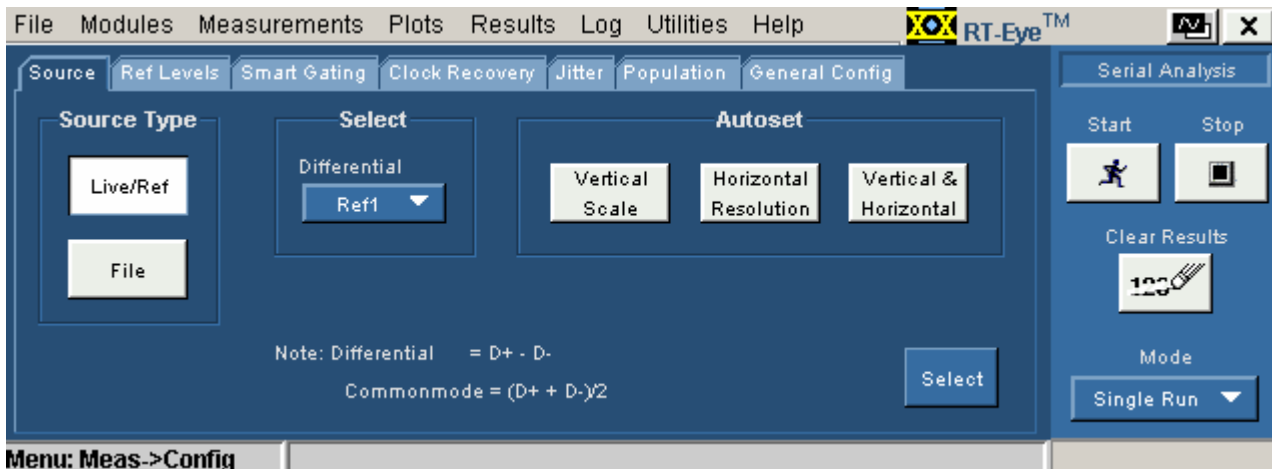 File Modules Measurements Plots Results Log Utilities Help RT-Eye™
Source Ref Levels Smart Gating Clock Recovery Jitter Population General Config
Serial Analysis
Source Type
Live/Ref
File
Select
Differential
Ref1
Autoset
Vertical
Scale
Horizontal
Resolution
Vertical &
Horizontal
Note: Differential = D+ - D-
Commonmode = (D+ + D-)/2
Select
Start Stop
Clear Results
Mode
Single Run
Menu: Meas->Config